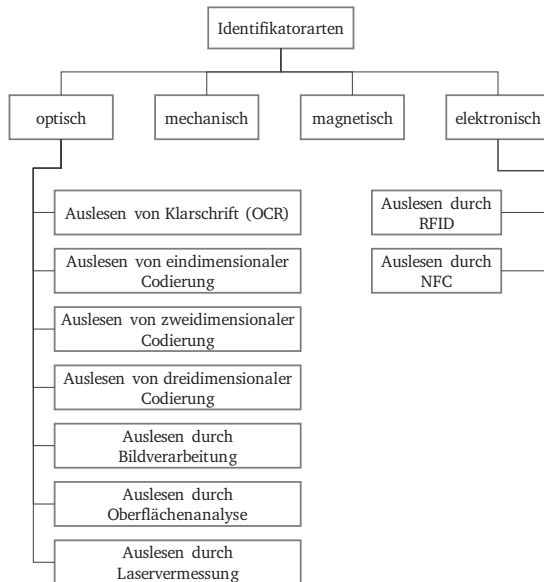 Identifikatorarten
optisch
mechanisch
magnetisch
elektronisch
Auslesen von Klarschrift (OCR)
Auslesen von eindimensionaler
Codierung
Auslesen von zweidimensionaler
Codierung
Auslesen von dreidimensionaler
Codierung
Auslesen durch
Bildverarbeitung
Auslesen durch
Oberflächenanalyse
Auslesen durch
Laservermessung
Auslesen durch
RFID
Auslesen durch
NFC